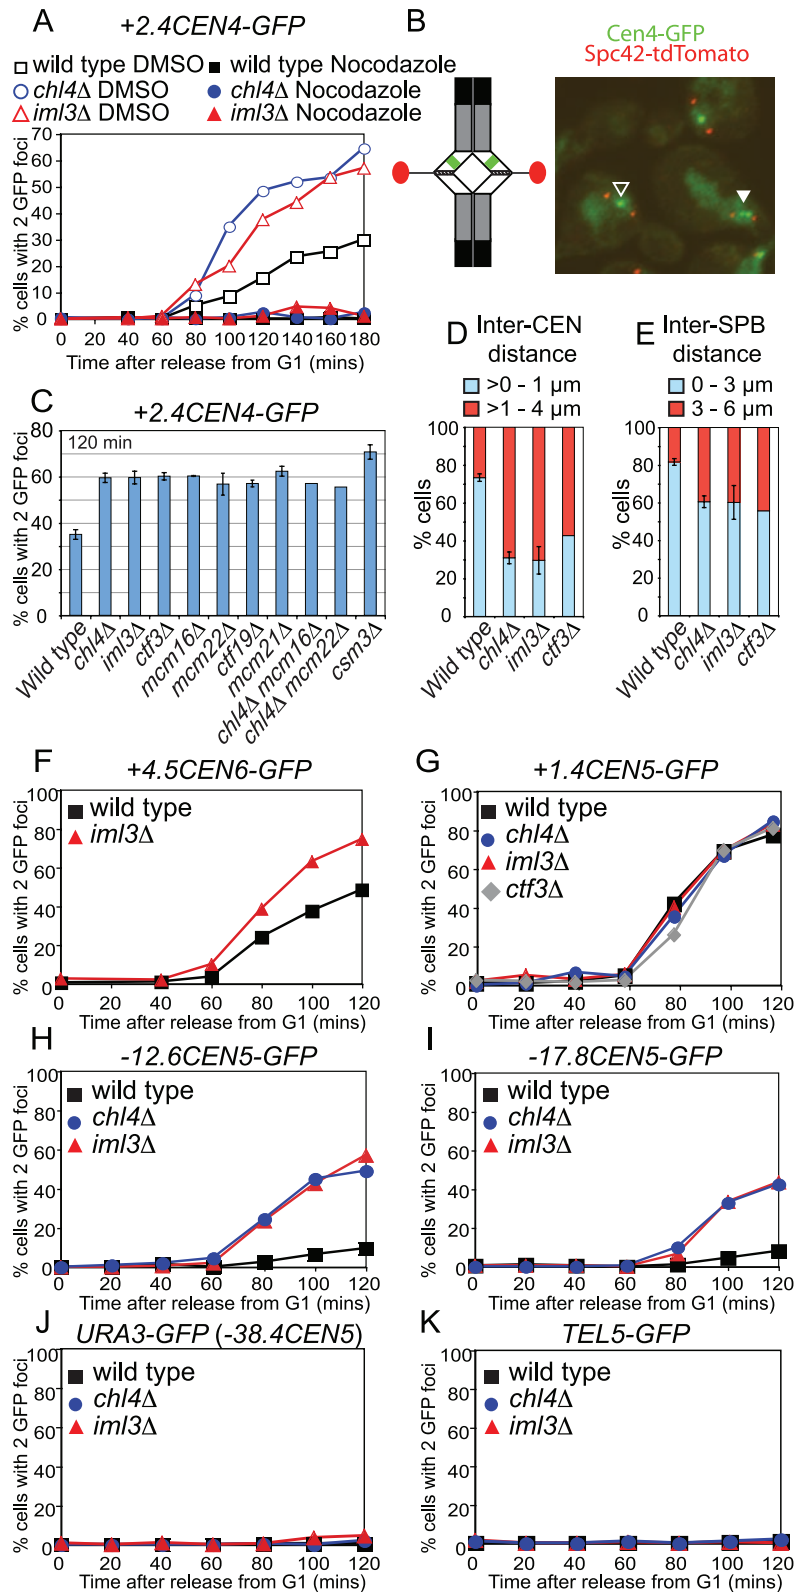 A
+2.4CEN4-GFP
wild type DMSO
wild type Nocodazole
chl4Δ DMSO
chl4Δ Nocodazole
iml3Δ DMSO
iml3Δ Nocodazole
% cells with 2 GFP foci
70
60
50
40
30
20
10
0
0 20 40 60 80 100 120 140 160 180
Time after release from G1 (mins)
B
Cen4-GFP
Spc42-tdTomato
C
+2.4CEN4-GFP
120 min
% cells with 2 GFP foci
80
60
40
20
0
Wild type
chl4Δ
iml3Δ
ctf3Δ
mcm16Δ
mcm22Δ
ctf19Δ
mcm21Δ
chl4Δ mcm16Δ
chl4Δ mcm22Δ
csm3Δ
D
Inter-CEN
distance
>0 - 1 µm
>1 - 4 µm
% cells
100
80
60
40
20
0
Wild type
chl4Δ
iml3Δ
ctf3Δ
E
Inter-SPB
distance
0 - 3 µm
3 - 6 µm
% cells
100
80
60
40
20
0
Wild type
chl4Δ
iml3Δ
ctf3Δ
F
+4.5CEN6-GFP
wild type
iml3Δ
% cells with 2 GFP foci
100
80
60
40
20
0
0 20 40 60 80 100 120
Time after release from G1 (mins)
G
+1.4CEN5-GFP
wild type
chl4Δ
iml3Δ
ctf3Δ
% cells with 2 GFP foci
100
80
60
40
20
0
0 20 40 60 80 100 120
Time after release from G1 (mins)
H
-12.6CEN5-GFP
wild type
chl4Δ
iml3Δ
% cells with 2 GFP foci
100
80
60
40
20
0
0 20 40 60 80 100 120
Time after release from G1 (mins)
I
-17.8CEN5-GFP
wild type
chl4Δ
iml3Δ
% cells with 2 GFP foci
100
80
60
40
20
0
0 20 40 60 80 100 120
Time after release from G1 (mins)
J
URA3-GFP (-38.4CEN5)
wild type
chl4Δ
iml3Δ
% cells with 2 GFP foci
100
80
60
40
20
0
0 20 40 60 80 100 120
Time after release from G1 (mins)
K
TEL5-GFP
wild type
chl4Δ
iml3Δ
% cells with 2 GFP foci
100
80
60
40
20
0
0 20 40 60 80 100 120
Time after release from G1 (mins)